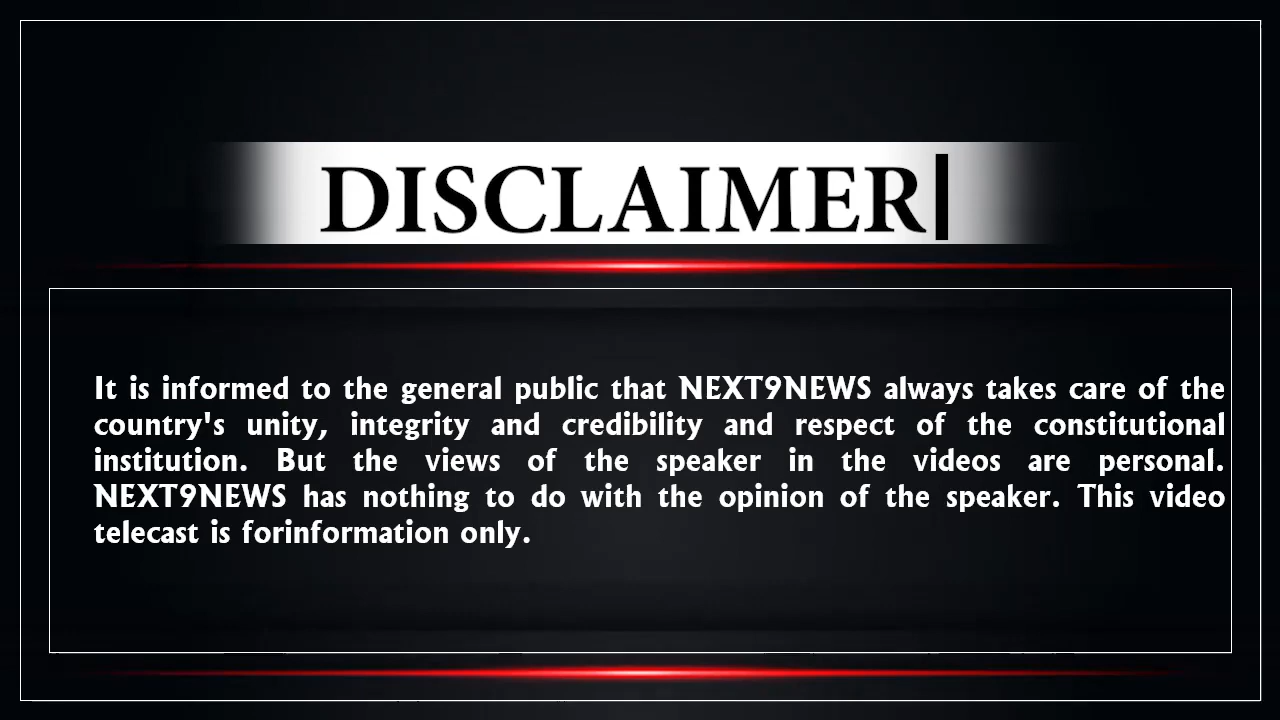 DISCLAIMER
It is informed to the general public that NEXT9NEWS always takes care of the
country's unity, integrity and credibility and respect of the constitutional
institution. But the views of the speaker in the videos are personal.
NEXT9NEWS has nothing to do with the opinion of the speaker. This video
telecast is forinformation only.